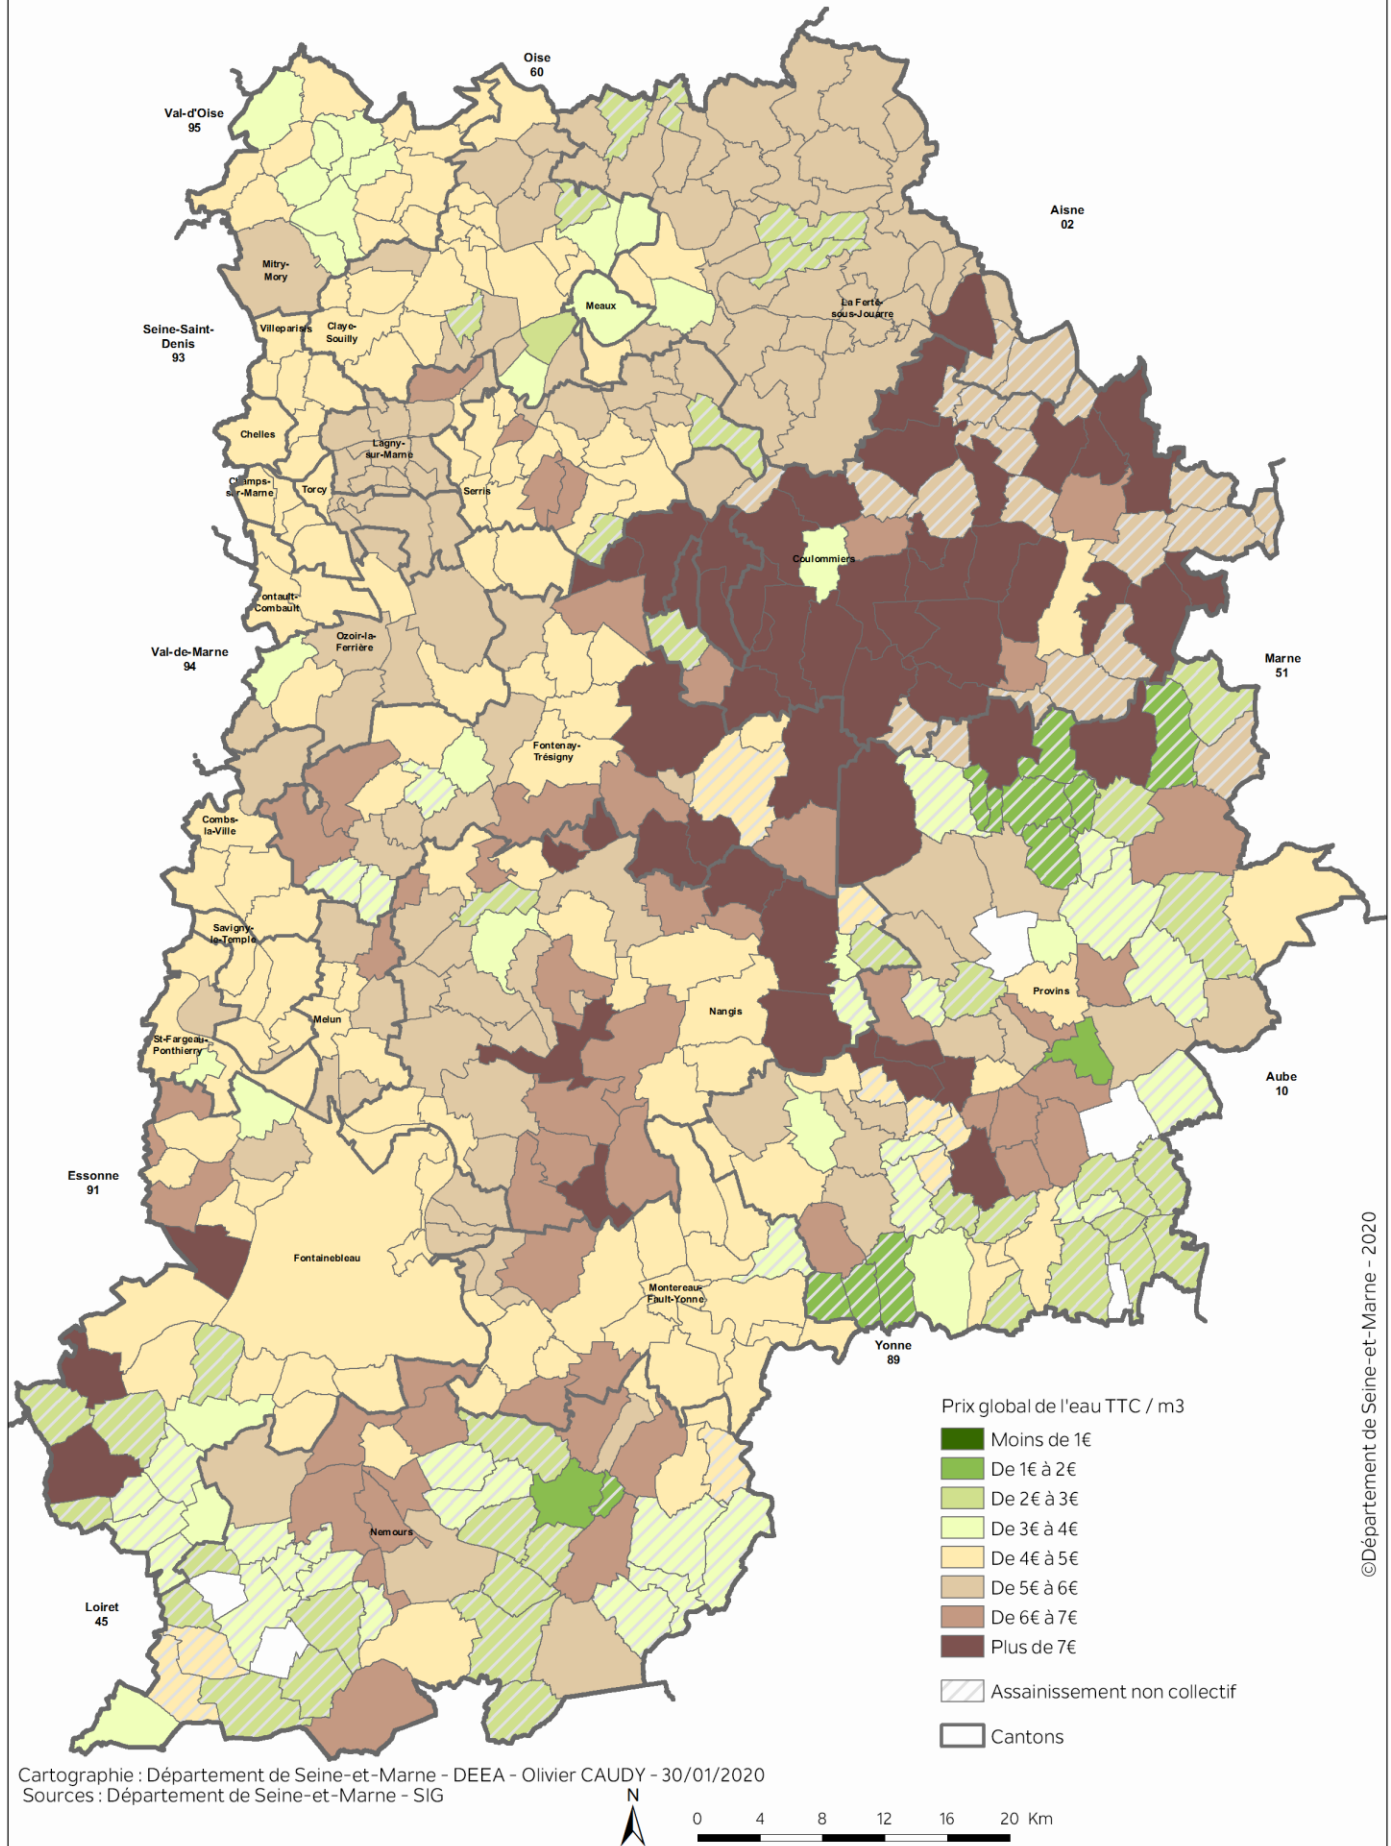 Oise
60
Val-d'Oise
95
Aisne
02
Mitry-
Mory
Meaux
La Ferté-
sous-Jouarre
Seine-Saint-
Denis
93
Villeparisis
Claye-
Souilly
Chelles
Lagny-
sur-Marne
Champs-
sur-Marne
Torcy
Serris
Coulommiers
Pontault-
Combault
Ozoir-la-
Ferrière
Val-de-Marne
94
Marne
51
Fontenay-
Trésigny
Combs-
la-Ville
Savigny-
le-Temple
Melun
Nangis
Provins
St-Fargeau-
Ponthierry
Aube
10
Essonne
91
Fontainebleau
Montereau-
Fault-Yonne
Yonne
89
Nemours
Loiret
45
Prix global de l'eau TTC / m3
Moins de 1€
De 1€ à 2€
De 2€ à 3€
De 3€ à 4€
De 4€ à 5€
De 5€ à 6€
De 6€ à 7€
Plus de 7€
Assainissement non collectif
Cantons
©Département de Seine-et-Marne - 2020
Cartographie : Département de Seine-et-Marne - DEEA - Olivier CAUDY - 30/01/2020
Sources : Département de Seine-et-Marne - SIG
N
0 4 8 12 16 20 Km